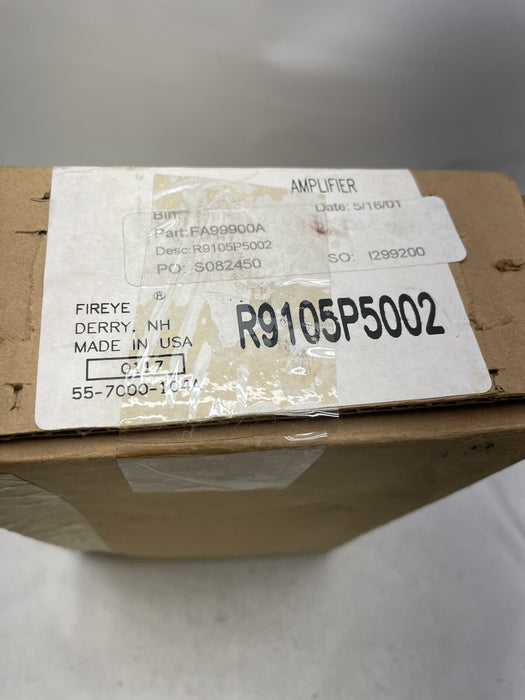 AMPLIFIER
Bin:
Date: 5/16/01
Part: FA99900A
Desc: R9105P5002
PO: S082450
SO: I299200
FIREYE ®
DERRY, NH
MADE IN USA
R9105P5002
0117
55-7000-104A